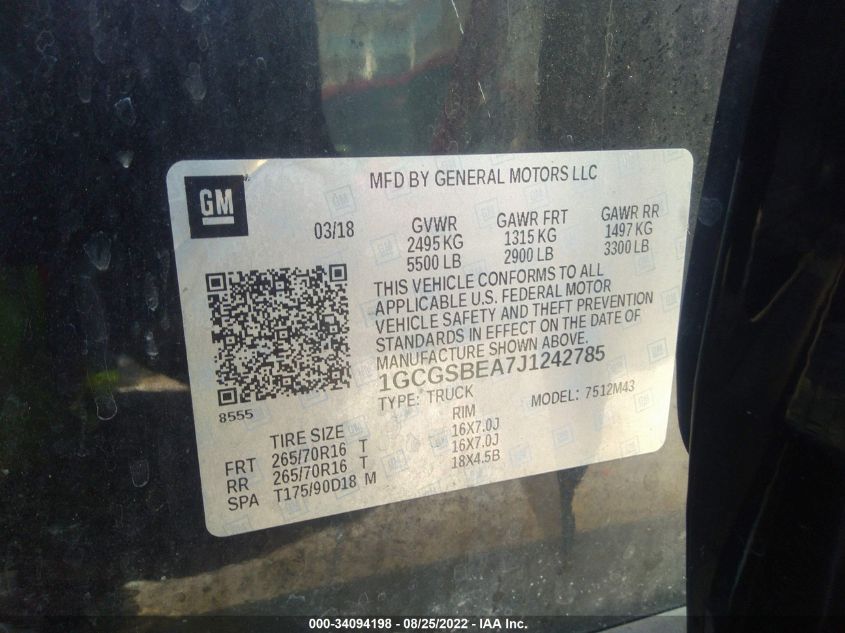 GM
MFD BY GENERAL MOTORS LLC
03/18
GVWR GAWR FRT GAWR RR
2495 KG 1315 KG 1497 KG
5500 LB 2900 LB 3300 LB
THIS VEHICLE CONFORMS TO ALL
APPLICABLE U.S. FEDERAL MOTOR
VEHICLE SAFETY AND THEFT PREVENTION
STANDARDS IN EFFECT ON THE DATE OF
MANUFACTURE SHOWN ABOVE.
1GCGSBEA7J1242785
TYPE: TRUCK MODEL: 7512M43
8555
TIRE SIZE RIM
FRT 265/70R16 T 16X7.0J
RR 265/70R16 T 16X7.0J
SPA T175/90D18 M 18X4.5B
000-34094198 - 08/25/2022 - IAA Inc.